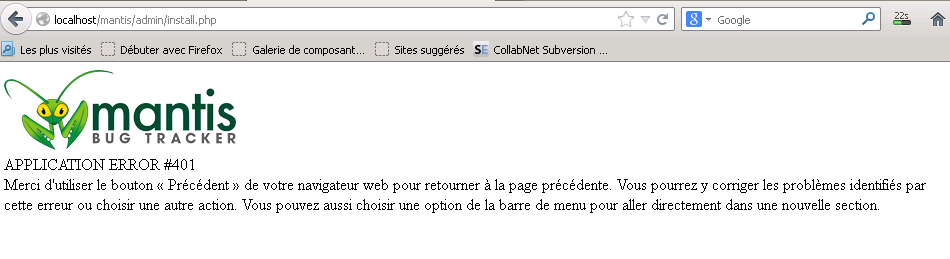 localhost/mantis/admin/install.php
Google
22s
Les plus visités
Débuter avec Firefox
Galerie de composant...
Sites suggérés
SE CollabNet Subversion ...
mantis
BUG TRACKER
APPLICATION ERROR #401
Merci d'utiliser le bouton « Précédent » de votre navigateur web pour retourner à la page précédente. Vous pourrez y corriger les problèmes identifiés par
cette erreur ou choisir une autre action. Vous pouvez aussi choisir une option de la barre de menu pour aller directement dans une nouvelle section.